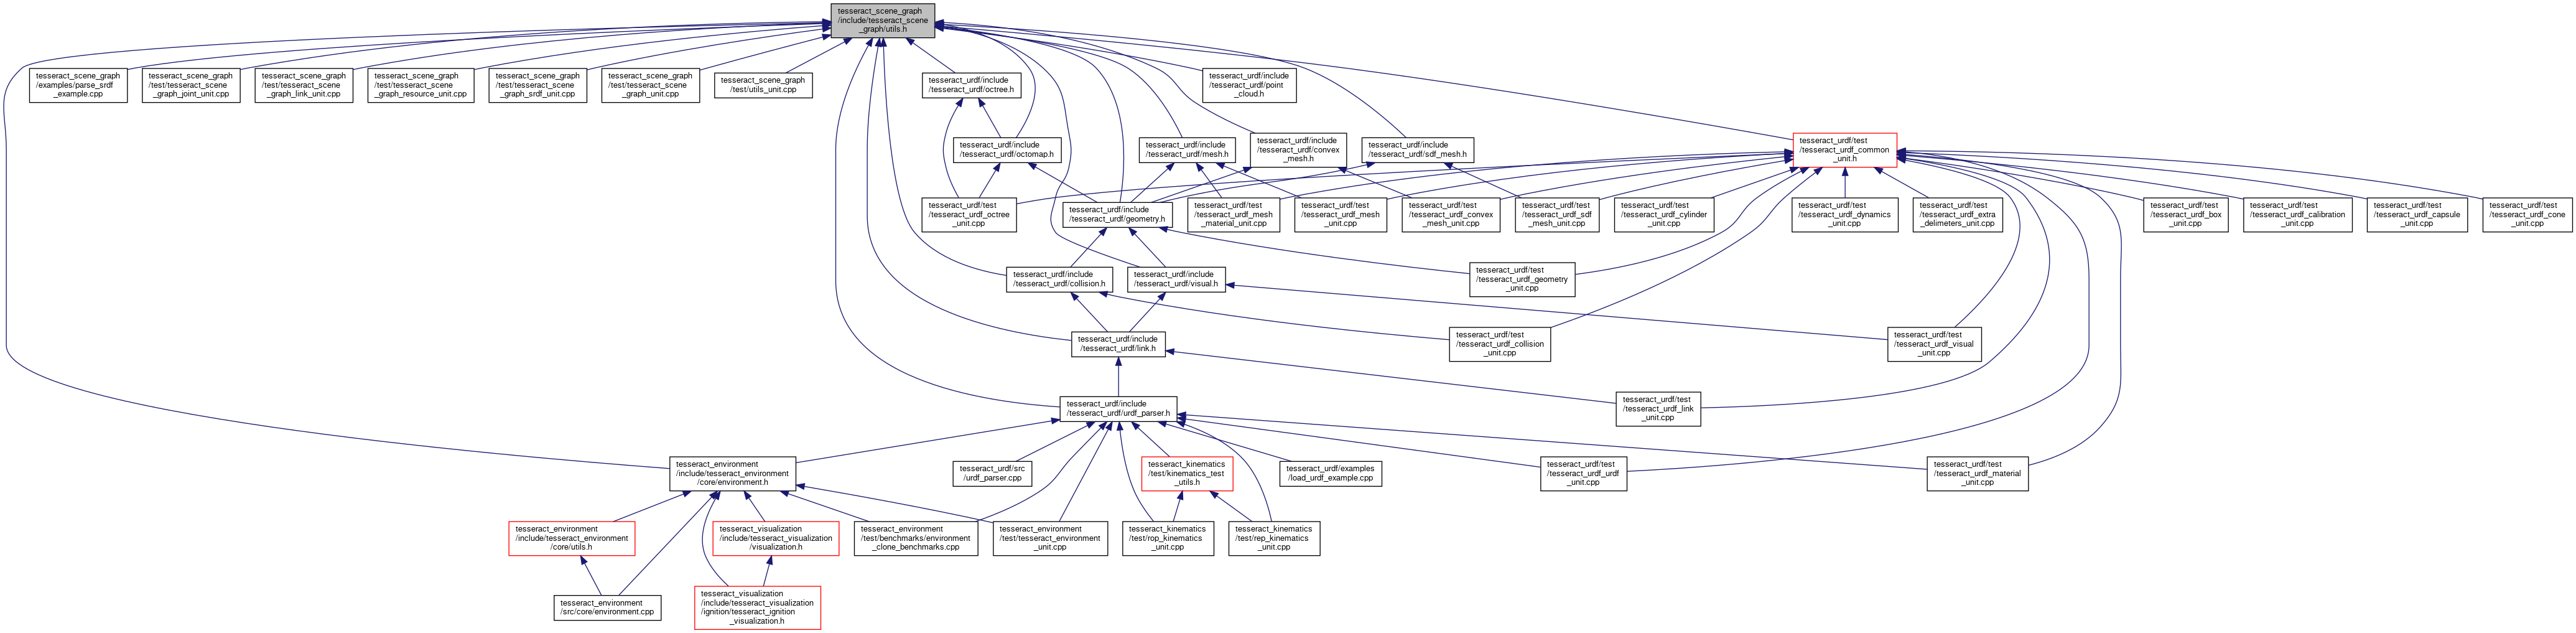 tesseract_scene_graph
/include/tesseract_scene
_graph/utils.h
tesseract_scene_graph
/examples/parse_srdf
_example.cpp
tesseract_scene_graph
/test/tesseract_scene
_graph_joint_unit.cpp
tesseract_scene_graph
/test/tesseract_scene
_graph_link_unit.cpp
tesseract_scene_graph
/test/tesseract_scene
_graph_resource_unit.cpp
tesseract_scene_graph
/test/tesseract_scene
_graph_srdf_unit.cpp
tesseract_scene_graph
/test/tesseract_scene
_graph_unit.cpp
tesseract_scene_graph
/test/utils_unit.cpp
tesseract_urdf/include
/tesseract_urdf/octree.h
tesseract_urdf/include
/tesseract_urdf/point
_cloud.h
tesseract_urdf/include
/tesseract_urdf/octomap.h
tesseract_urdf/include
/tesseract_urdf/mesh.h
tesseract_urdf/include
/tesseract_urdf/convex
_mesh.h
tesseract_urdf/include
/tesseract_urdf/sdf_mesh.h
tesseract_urdf/test
/tesseract_urdf_common
_unit.h
tesseract_urdf/test
/tesseract_urdf_octree
_unit.cpp
tesseract_urdf/include
/tesseract_urdf/geometry.h
tesseract_urdf/test
/tesseract_urdf_mesh
_material_unit.cpp
tesseract_urdf/test
/tesseract_urdf_mesh
_unit.cpp
tesseract_urdf/test
/tesseract_urdf_convex
_mesh_unit.cpp
tesseract_urdf/test
/tesseract_urdf_sdf
_mesh_unit.cpp
tesseract_urdf/test
/tesseract_urdf_cylinder
_unit.cpp
tesseract_urdf/test
/tesseract_urdf_dynamics
_unit.cpp
tesseract_urdf/test
/tesseract_urdf_extra
_delimeters_unit.cpp
tesseract_urdf/test
/tesseract_urdf_box
_unit.cpp
tesseract_urdf/test
/tesseract_urdf_calibration
_unit.cpp
tesseract_urdf/test
/tesseract_urdf_capsule
_unit.cpp
tesseract_urdf/test
/tesseract_urdf_cone
_unit.cpp
tesseract_urdf/include
/tesseract_urdf/collision.h
tesseract_urdf/include
/tesseract_urdf/visual.h
tesseract_urdf/test
/tesseract_urdf_geometry
_unit.cpp
tesseract_urdf/include
/tesseract_urdf/link.h
tesseract_urdf/test
/tesseract_urdf_collision
_unit.cpp
tesseract_urdf/test
/tesseract_urdf_visual
_unit.cpp
tesseract_urdf/include
/tesseract_urdf/urdf_parser.h
tesseract_urdf/test
/tesseract_urdf_link
_unit.cpp
tesseract_environment
/include/tesseract_environment
/core/environment.h
tesseract_urdf/src
/urdf_parser.cpp
tesseract_kinematics
/test/kinematics_test
_utils.h
tesseract_urdf/examples
/load_urdf_example.cpp
tesseract_urdf/test
/tesseract_urdf_urdf
_unit.cpp
tesseract_urdf/test
/tesseract_urdf_material
_unit.cpp
tesseract_environment
/include/tesseract_environment
/core/utils.h
tesseract_visualization
/include/tesseract_visualization
/visualization.h
tesseract_environment
/test/benchmarks/environment
_clone_benchmarks.cpp
tesseract_environment
/test/tesseract_environment
_unit.cpp
tesseract_kinematics
/test/rop_kinematics
_unit.cpp
tesseract_kinematics
/test/rep_kinematics
_unit.cpp
tesseract_environment
/src/core/environment.cpp
tesseract_visualization
/include/tesseract_visualization
/ignition/tesseract_ignition
_visualization.h